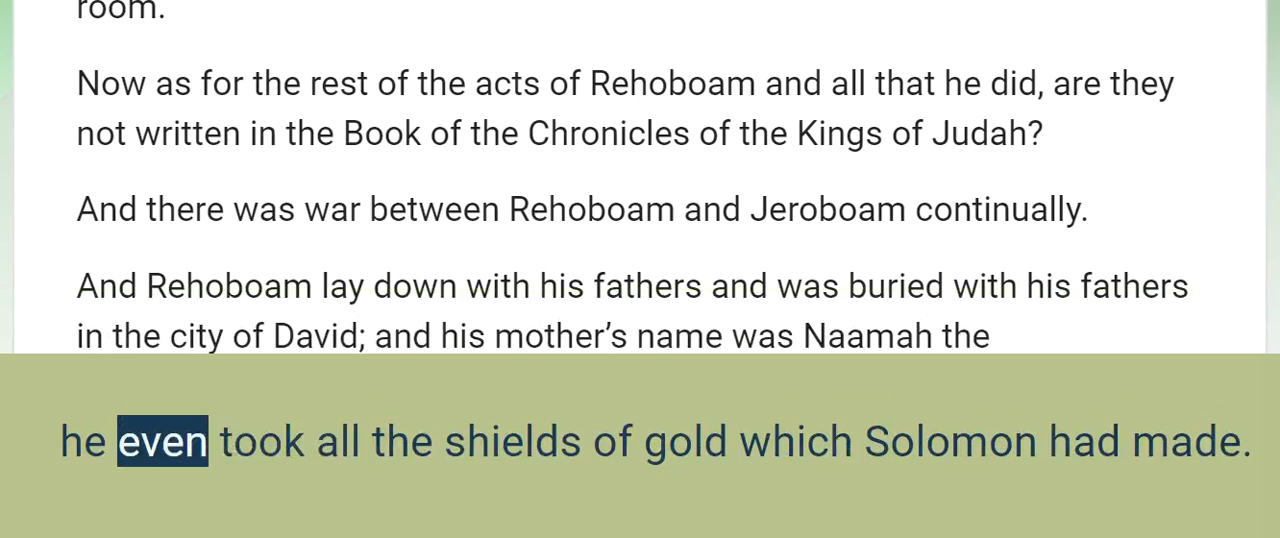 room.
Now as for the rest of the acts of Rehoboam and all that he did, are they
not written in the Book of the Chronicles of the Kings of Judah?
And there was war between Rehoboam and Jeroboam continually.
And Rehoboam lay down with his fathers and was buried with his fathers
in the city of David; and his mother’s name was Naamah the
he even took all the shields of gold which Solomon had made.